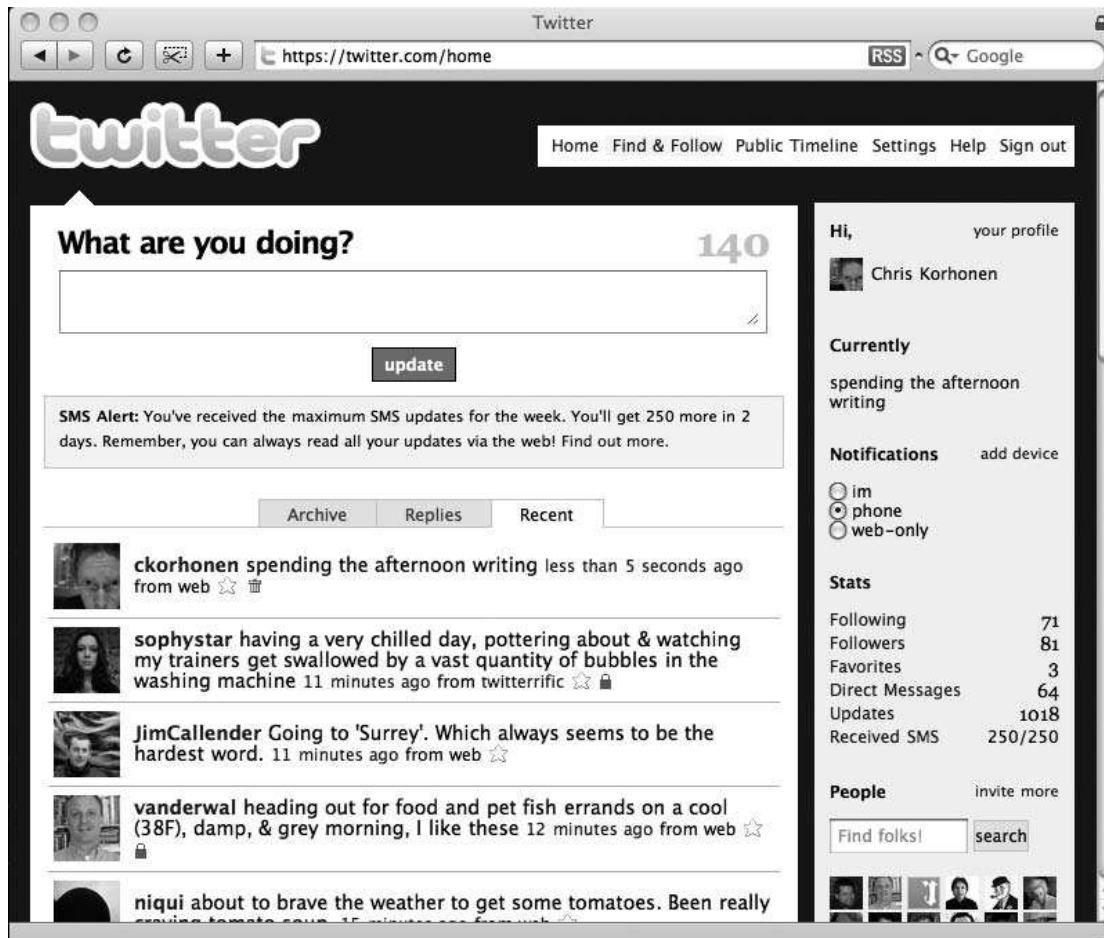 Twitter
https://twitter.com/home
RSS
Google
twitter
Home Find & Follow Public Timeline Settings Help Sign out
What are you doing?
140
update
SMS Alert: You've received the maximum SMS updates for the week. You'll get 250 more in 2
days. Remember, you can always read all your updates via the web! Find out more.
Archive Replies Recent
ckorhonen spending the afternoon writing less than 5 seconds ago
from web
sophystar having a very chilled day, pottering about & watching
my trainers get swallowed by a vast quantity of bubbles in the
washing machine 11 minutes ago from twitterrific
JimCallender Going to 'Surrey'. Which always seems to be the
hardest word. 11 minutes ago from web
vanderwal heading out for food and pet fish errands on a cool
(38F), damp, & grey morning, I like these 12 minutes ago from web
niqui about to brave the weather to get some tomatoes. Been really
craving tomato soup. 15 minutes ago from web
Hi, your profile
Chris Korhonen
Currently
spending the afternoon
writing
Notifications add device
im
phone
web-only
Stats
Following 71
Followers 81
Favorites 3
Direct Messages 64
Updates 1018
Received SMS 250/250
People invite more
Find folks! search